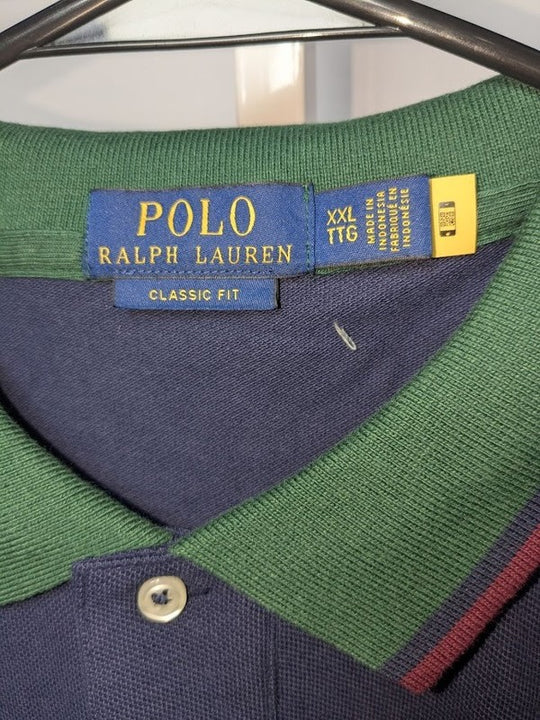 POLO
RALPH LAUREN
CLASSIC FIT
XXL
TTG
MADE IN
INDONESIA
FABRIQUÉ EN
INDONÉSIE